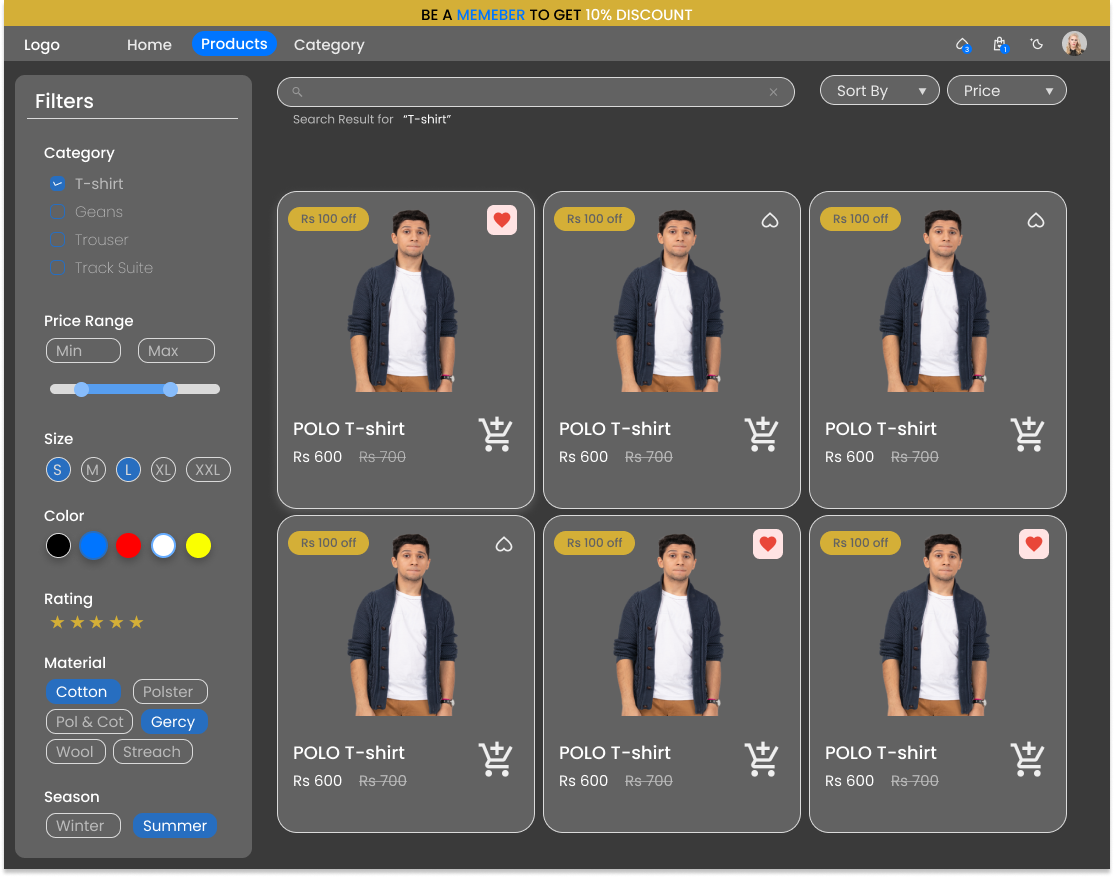 BE A MEMEBER TO GET 10% DISCOUNT
Logo Home Products Category
3 1
Filters
Category
T-shirt
Geans
Trouser
Track Suite
Price Range
Min Max
Size
S M L XL XXL
Color
Rating
Material
Cotton Polster
Pol & Cot Gercy
Wool Streach
Season
Winter Summer
Sort By Price
Search Result for “T-shirt”
Rs 100 off Rs 100 off Rs 100 off
POLO T-shirt POLO T-shirt POLO T-shirt
Rs 600 Rs 700 Rs 600 Rs 700 Rs 600 Rs 700
Rs 100 off Rs 100 off Rs 100 off
POLO T-shirt POLO T-shirt POLO T-shirt
Rs 600 Rs 700 Rs 600 Rs 700 Rs 600 Rs 700